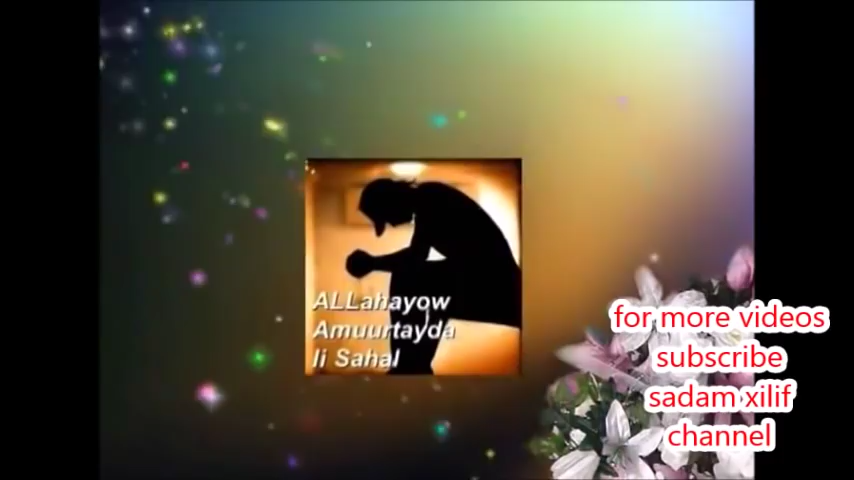 ALLahayow
Amuurtayda
Ii Sahal
for more videos
subscribe
sadam xilif
channel